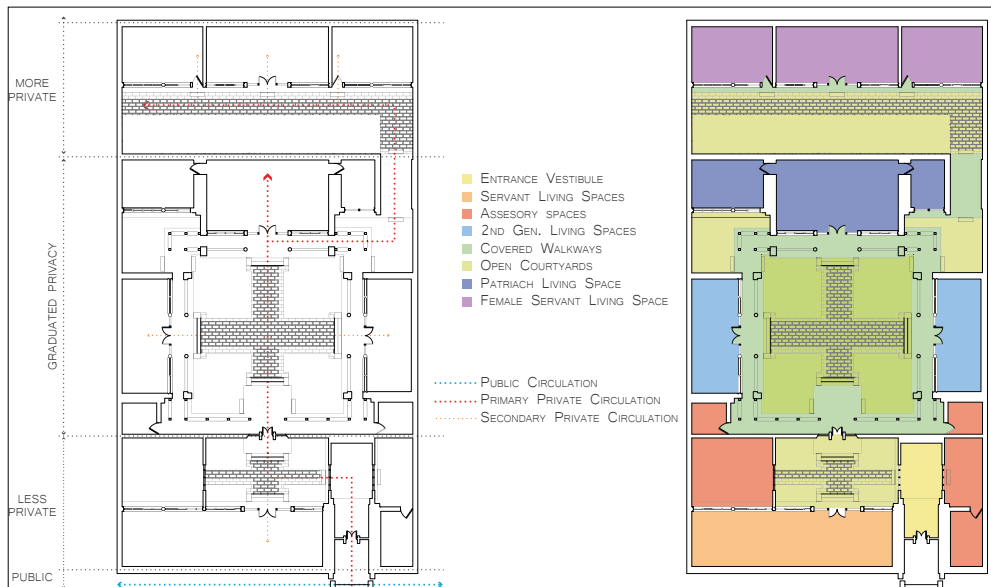 MORE
PRIVATE
GRADUATED PRIVACY
LESS
PRIVATE
PUBLIC
ENTRANCE VESTIBULE
SERVANT LIVING SPACES
ASSESORY SPACES
2ND GEN. LIVING SPACES
COVERED WALKWAYS
OPEN COURTYARDS
PATRIACH LIVING SPACE
FEMALE SERVANT LIVING SPACE
PUBLIC CIRCULATION
PRIMARY PRIVATE CIRCULATION
SECONDARY PRIVATE CIRCULATION